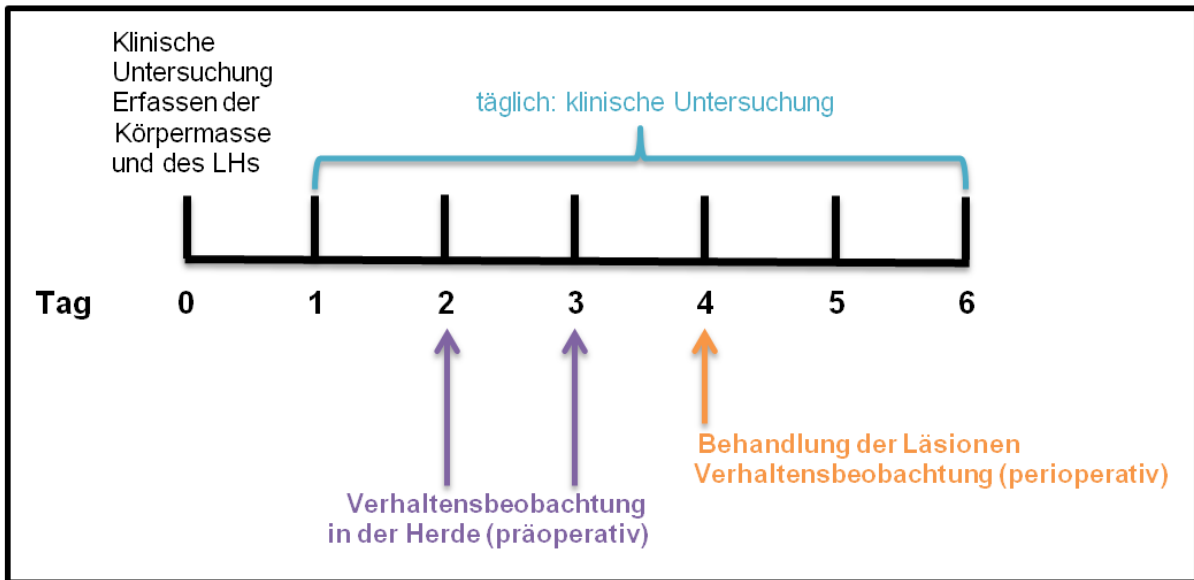 Klinische
Untersuchung
Erfassen der
Körpermasse
und des LHs
täglich: klinische Untersuchung
Tag 0 1 2 3 4 5 6
Behandlung der Läsionen
Verhaltensbeobachtung (perioperativ)
Verhaltensbeobachtung
in der Herde (präoperativ)